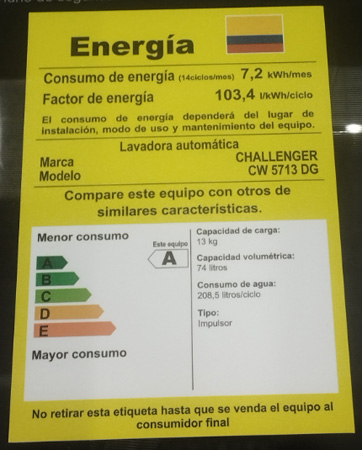 Energía
Consumo de energía (14ciclos/mes) 7,2 kWh/mes
Factor de energía 103,4 l/kWh/ciclo
El consumo de energía dependerá del lugar de
instalación, modo de uso y mantenimiento del equipo.
Lavadora automática
Marca CHALLENGER
Modelo CW 5713 DG
Compare este equipo con otros de
similares características.
Menor consumo
Este equipo
A
A
B
C
D
E
Mayor consumo
Capacidad de carga:
13 kg
Capacidad volumétrica:
74 litros
Consumo de agua:
208,5 litros/ciclo
Tipo:
Impulsor
No retirar esta etiqueta hasta que se venda el equipo al
consumidor final